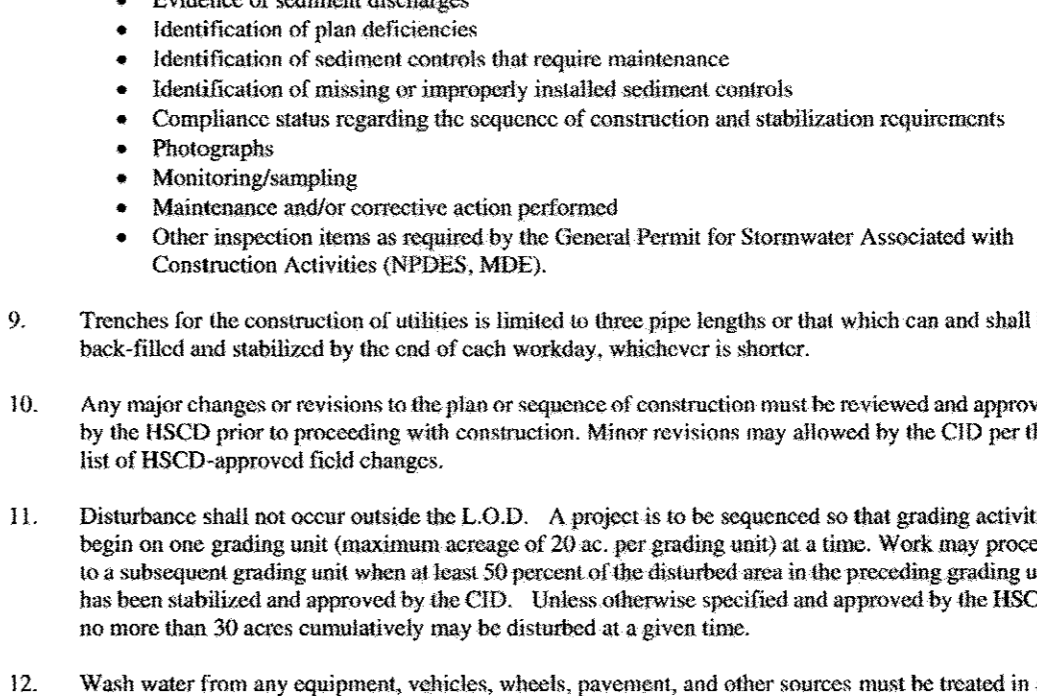 • Evidence of sediment discharges
• Identification of plan deficiencies
• Identification of sediment controls that require maintenance
• Identification of missing or improperly installed sediment controls
• Compliance status regarding the sequence of construction and stabilization requirements
• Photographs
• Monitoring/sampling
• Maintenance and/or corrective action performed
• Other inspection items as required by the General Permit for Stormwater Associated with
Construction Activities (NPDES, MDE).
9. Trenches for the construction of utilities is limited to three pipe lengths or that which can and shall
back-filled and stabilized by the end of each workday, whichever is shorter.
10. Any major changes or revisions to the plan or sequence of construction must be reviewed and approv
by the HSCD prior to proceeding with construction. Minor revisions may allowed by the CID per th
list of HSCD-approved field changes.
11. Disturbance shall not occur outside the L.O.D. A project is to be sequenced so that grading activit
begin on one grading unit (maximum acreage of 20 ac. per grading unit) at a time. Work may procee
to a subsequent grading unit when at least 50 percent of the disturbed area in the preceding grading u
has been stabilized and approved by the CID. Unless otherwise specified and approved by the HSC
no more than 30 acres cumulatively may be disturbed at a given time.
12. Wash water from any equipment, vehicles, wheels, pavement, and other sources must be treated in